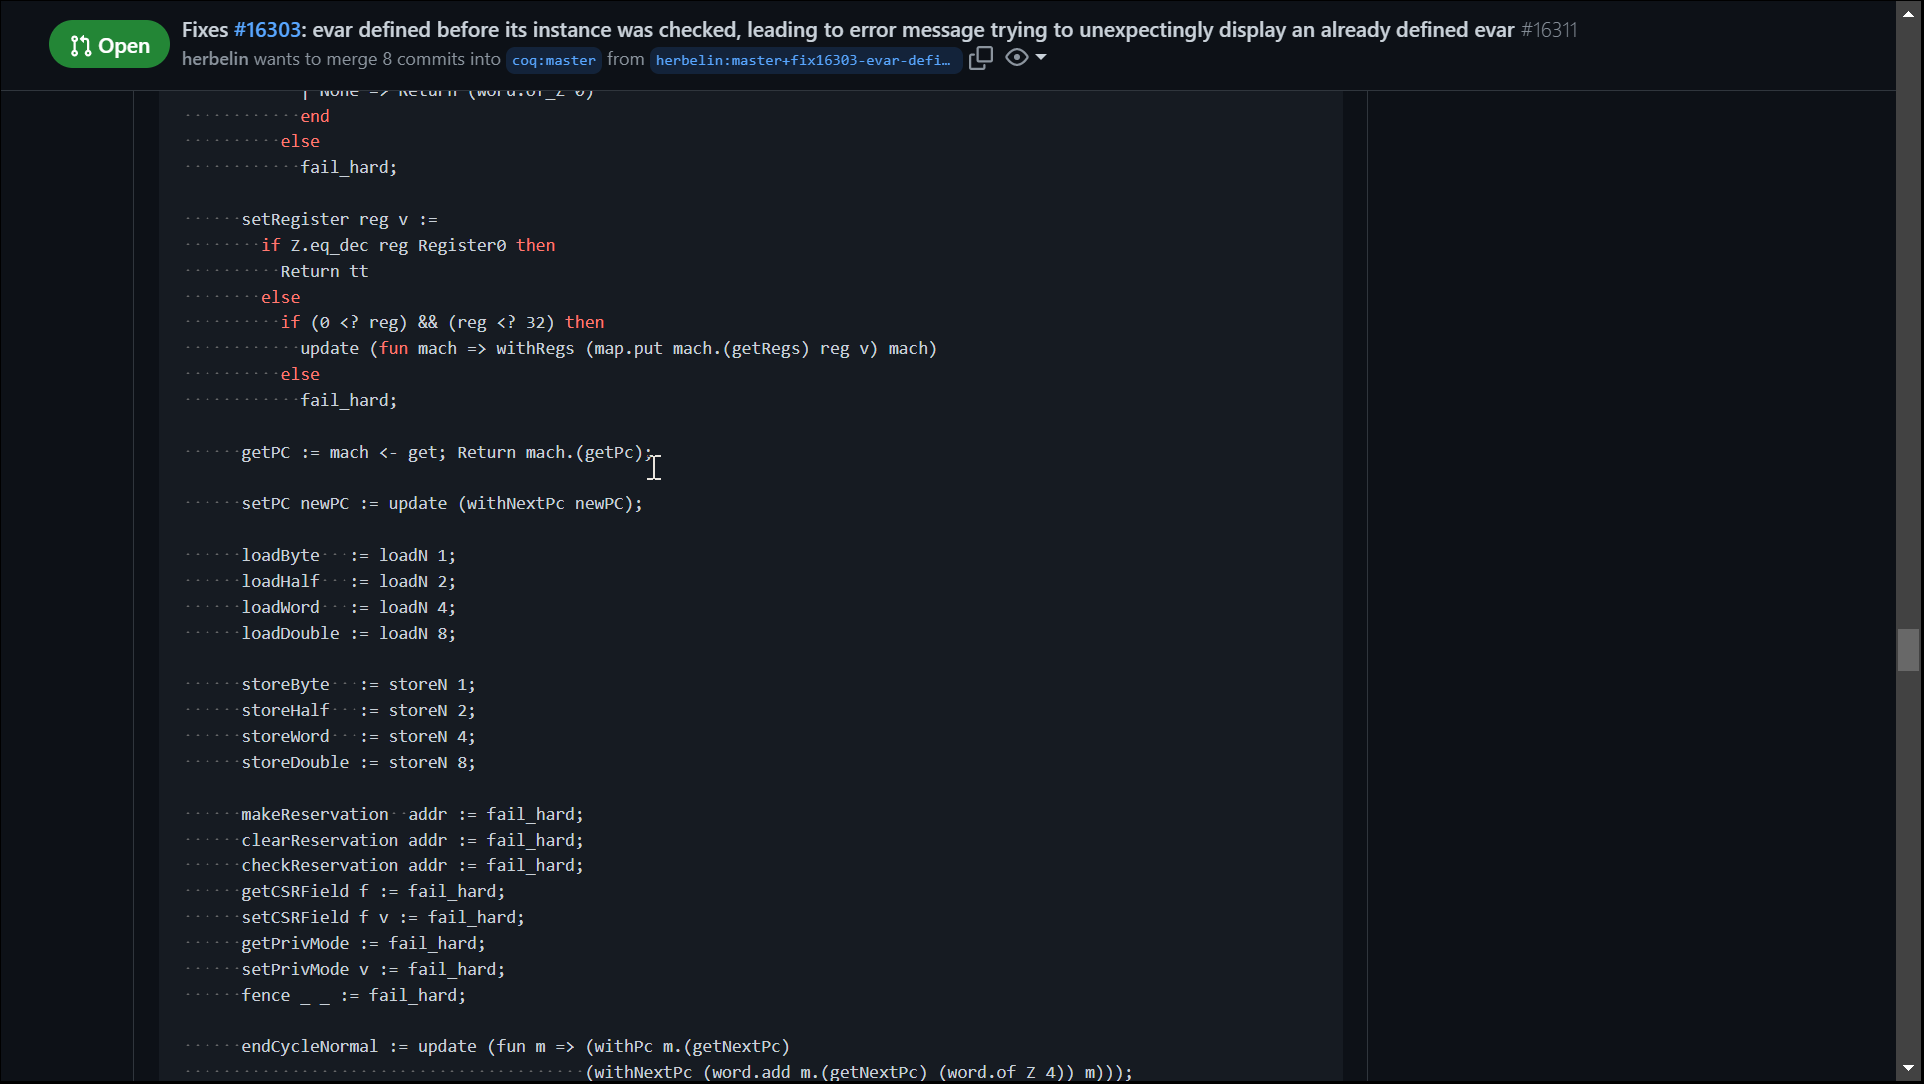 Open
Fixes #16303: evar defined before its instance was checked, leading to error message trying to unexpectingly display an already defined evar #16311
herbelin wants to merge 8 commits into coq:master from herbelin:master+fix16303-evar-defi…
| None => Return (word.of_Z 0)
············end
··········else
············fail_hard;
······setRegister reg v :=
········if Z.eq_dec reg Register0 then
··········Return tt
········else
··········if (0 <? reg) && (reg <? 32) then
············update (fun mach => withRegs (map.put mach.(getRegs) reg v) mach)
··········else
············fail_hard;
······getPC := mach <- get; Return mach.(getPc);
······setPC newPC := update (withNextPc newPC);
······loadByte···:= loadN 1;
······loadHalf···:= loadN 2;
······loadWord···:= loadN 4;
······loadDouble := loadN 8;
······storeByte···:= storeN 1;
······storeHalf···:= storeN 2;
······storeWord···:= storeN 4;
······storeDouble := storeN 8;
······makeReservation··addr := fail_hard;
······clearReservation addr := fail_hard;
······checkReservation addr := fail_hard;
······getCSRField f := fail_hard;
······setCSRField f v := fail_hard;
······getPrivMode := fail_hard;
······setPrivMode v := fail_hard;
······fence _ _ := fail_hard;
······endCycleNormal := update (fun m => (withPc m.(getNextPc)
·········································(withNextPc (word.add m.(getNextPc) (word.of_Z 4)) m)));